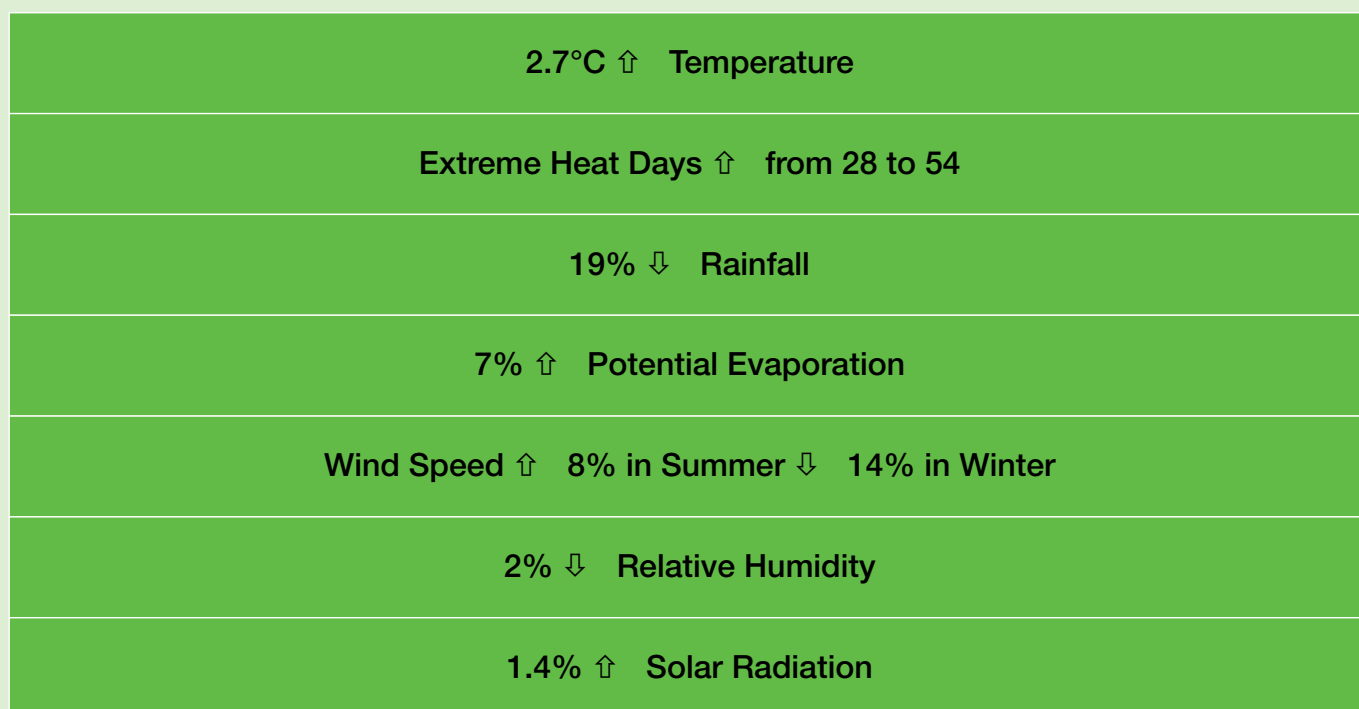 2.7°C ⇧ Temperature
Extreme Heat Days ⇧ from 28 to 54
19% ⇩ Rainfall
7% ⇧ Potential Evaporation
Wind Speed ⇧ 8% in Summer ⇩ 14% in Winter
2% ⇩ Relative Humidity
1.4% ⇧ Solar Radiation